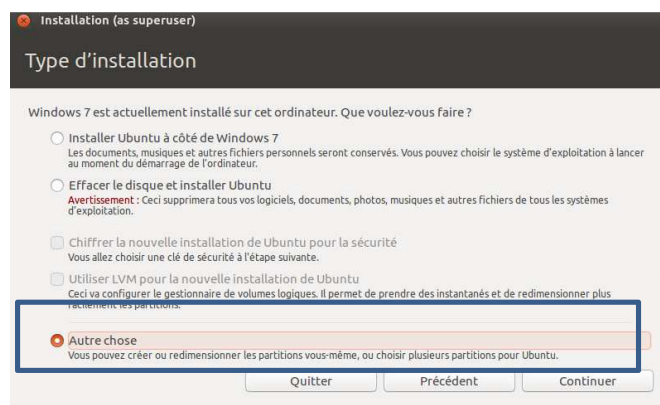 Installation (as superuser)
Type d'installation
Windows 7 est actuellement installé sur cet ordinateur. Que voulez-vous faire ?
Installer Ubuntu à côté de Windows 7
Les documents, musiques et autres fichiers personnels seront conservés. Vous pouvez choisir le système d'exploitation à lancer
au moment du démarrage de l'ordinateur.
Effacer le disque et installer Ubuntu
Avertissement : Ceci supprimera tous vos logiciels, documents, photos, musiques et autres fichiers de tous les systèmes
d'exploitation.
Chiffrer la nouvelle installation de Ubuntu pour la sécurité
Vous allez choisir une clé de sécurité à l'étape suivante.
Utiliser LVM pour la nouvelle installation de Ubuntu
Ceci va configurer le gestionnaire de volumes logiques. Il permet de prendre des instantanés et de redimensionner plus
facilement les partitions.
Autre chose
Vous pouvez créer ou redimensionner les partitions vous-même, ou choisir plusieurs partitions pour Ubuntu.
Quitter
Précédent
Continuer